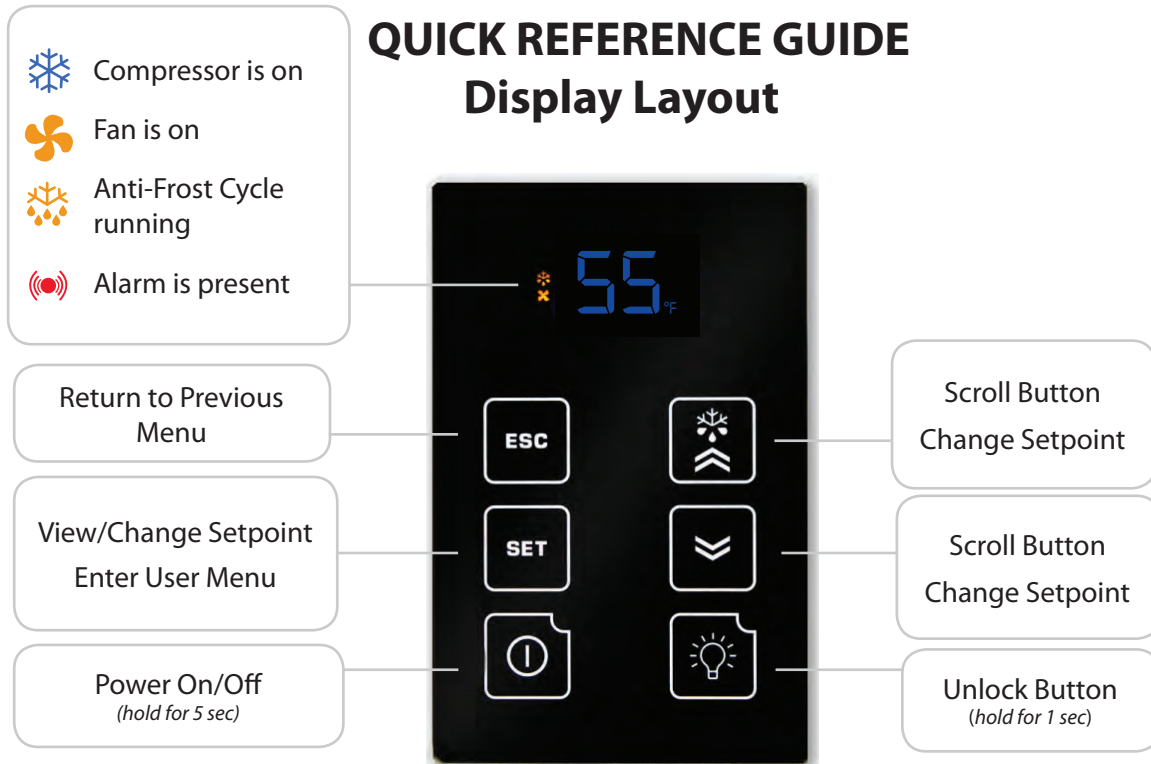 QUICK REFERENCE GUIDE
Display Layout
Compressor is on
Fan is on
Anti-Frost Cycle
running
Alarm is present
55 °F
Return to Previous
Menu
ESC
Scroll Button
Change Setpoint
View/Change Setpoint
Enter User Menu
SET
Scroll Button
Change Setpoint
Power On/Off
(hold for 5 sec)
Unlock Button
(hold for 1 sec)